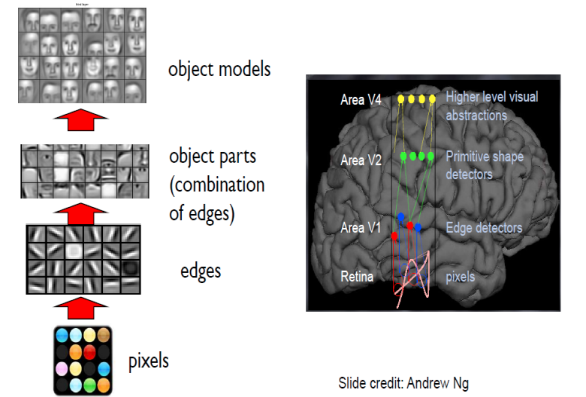 object models
object parts
(combination
of edges)
edges
pixels
Area V4
Higher level visual
abstractions
Area V2
Primitive shape
detectors
Area V1
Edge detectors
Retina
pixels
Slide credit: Andrew Ng